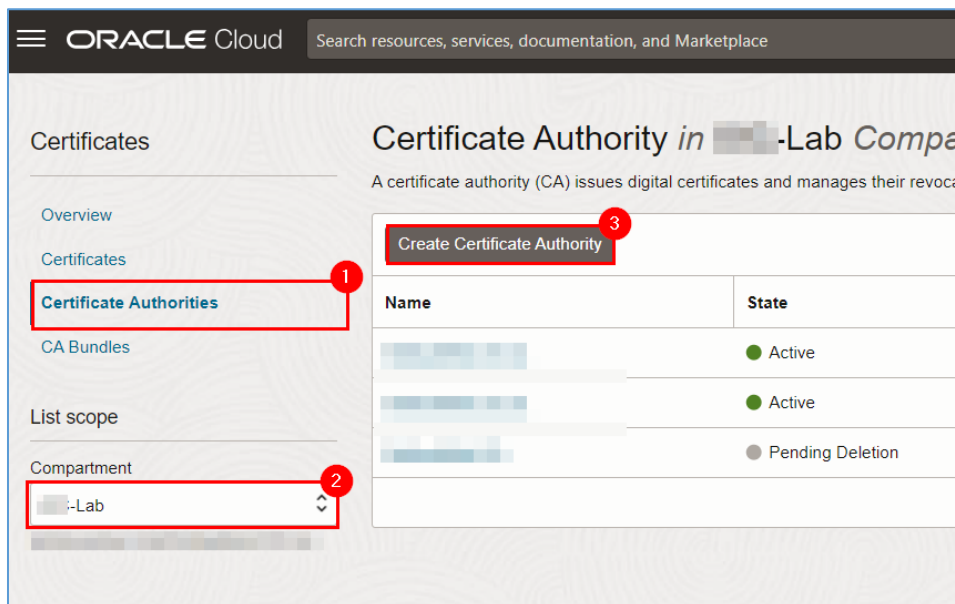 ORACLE Cloud
Search resources, services, documentation, and Marketplace
Certificates
Overview
Certificates
1
Certificate Authorities
CA Bundles
List scope
Compartment
2
-Lab
Certificate Authority in -Lab Compa
A certificate authority (CA) issues digital certificates and manages their revoca
3
Create Certificate Authority
Name State
Active
Active
Pending Deletion